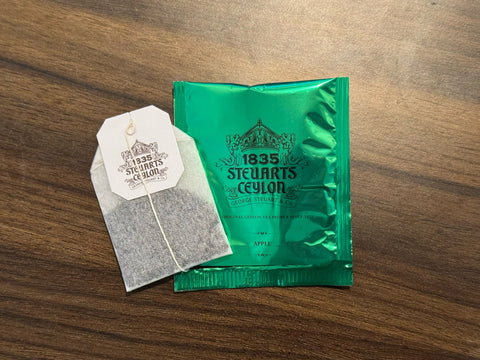 1835
STEUARTS
CEYLON
1835
STEUARTS
CEYLON
GEORGE STEUART & CO.
APPLE